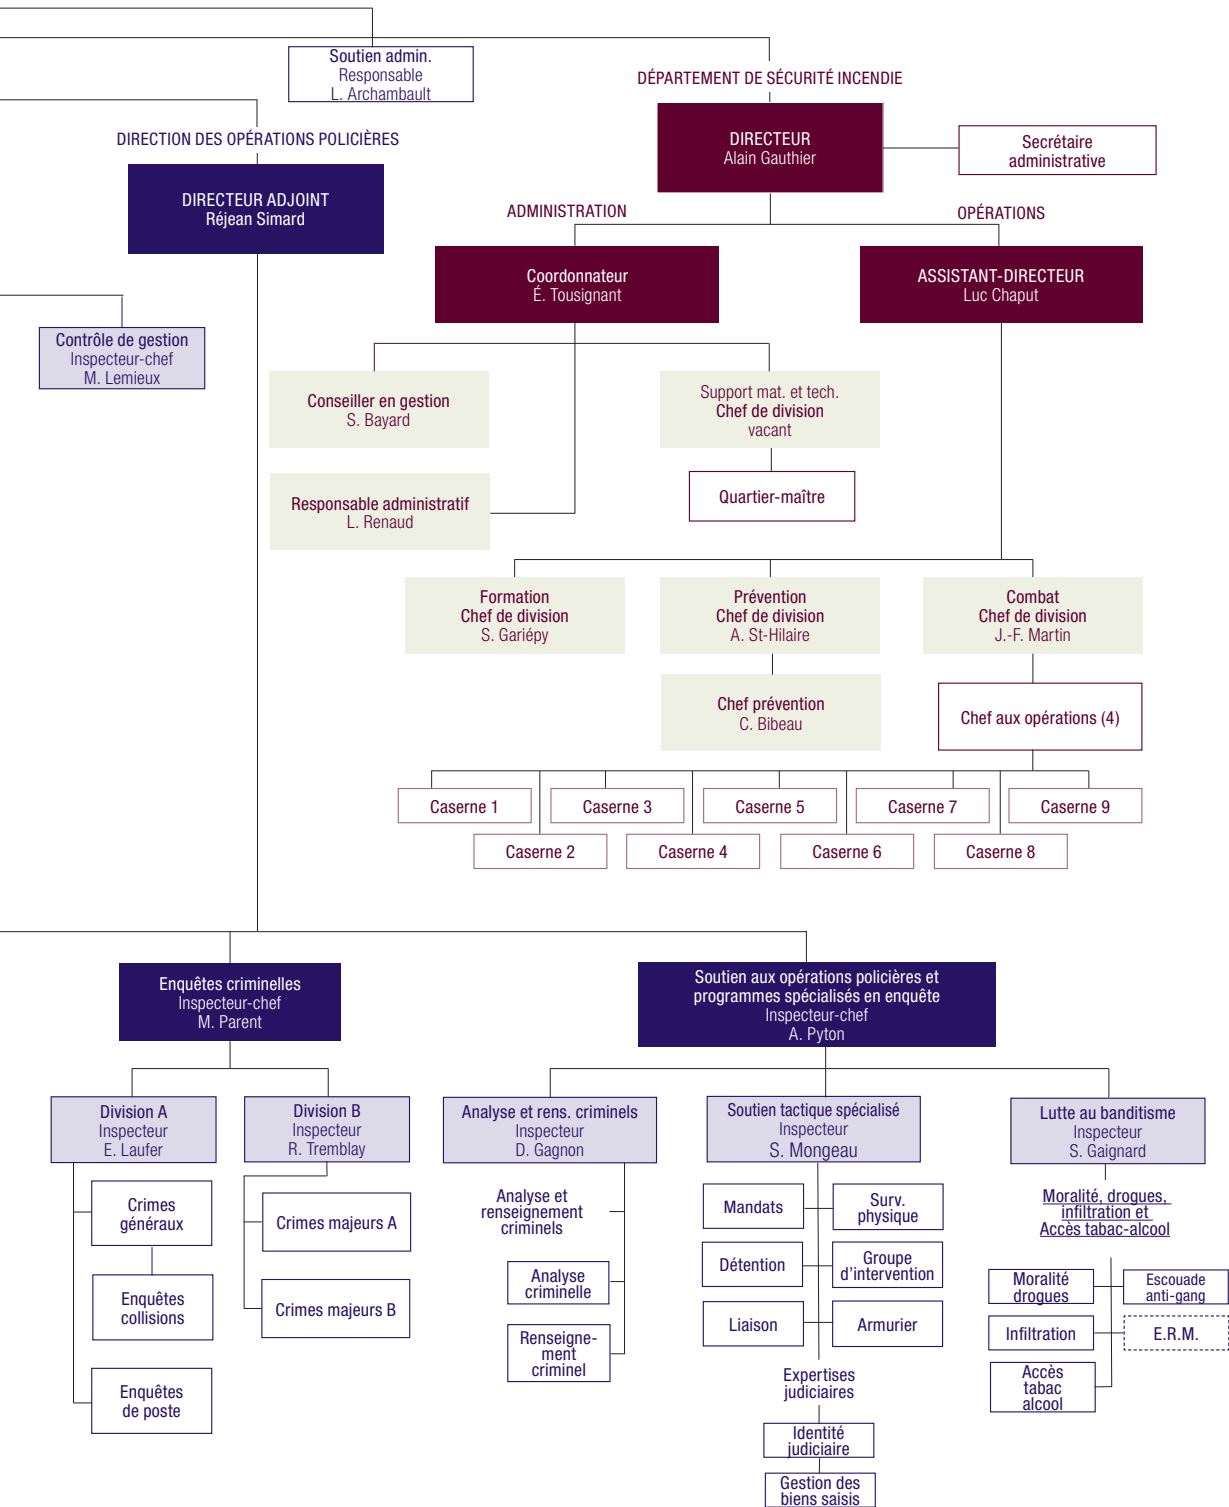 Soutien admin.
Responsable
L. Archambault
DÉPARTEMENT DE SÉCURITÉ INCENDIE
DIRECTION DES OPÉRATIONS POLICIÈRES
DIRECTEUR
Alain Gauthier
Secrétaire
administrative
DIRECTEUR ADJOINT
Réjean Simard
ADMINISTRATION
OPÉRATIONS
Coordonnateur
É. Tousignant
ASSISTANT-DIRECTEUR
Luc Chaput
Contrôle de gestion
Inspecteur-chef
M. Lemieux
Conseiller en gestion
S. Bayard
Support mat. et tech.
Chef de division
vacant
Responsable administratif
L. Renaud
Quartier-maître
Formation
Chef de division
S. Gariépy
Prévention
Chef de division
A. St-Hilaire
Combat
Chef de division
J.-F. Martin
Chef prévention
C. Bibeau
Chef aux opérations (4)
Caserne 1
Caserne 3
Caserne 5
Caserne 7
Caserne 9
Caserne 2
Caserne 4
Caserne 6
Caserne 8
Enquêtes criminelles
Inspecteur-chef
M. Parent
Soutien aux opérations policières et
programmes spécialisés en enquête
Inspecteur-chef
A. Pyton
Division A
Inspecteur
E. Laufer
Division B
Inspecteur
R. Tremblay
Analyse et rens. criminels
Inspecteur
D. Gagnon
Soutien tactique spécialisé
Inspecteur
S. Mongeau
Lutte au banditisme
Inspecteur
S. Gaignard
Crimes
généraux
Enquêtes
collisions
Enquêtes
de poste
Crimes majeurs A
Crimes majeurs B
Analyse et
renseignement
criminels
Analyse
criminelle
Renseigne-
ment
criminel
Mandats
Surv.
physique
Détention
Groupe
d'intervention
Liaison
Armurier
Expertises
judiciaires
Identité
judiciaire
Gestion des
biens saisis
Moralité, drogues,
infiltration et
Accès tabac-alcool
Moralité
drogues
Escouade
anti-gang
Infiltration
E.R.M.
Accès
tabac
alcool